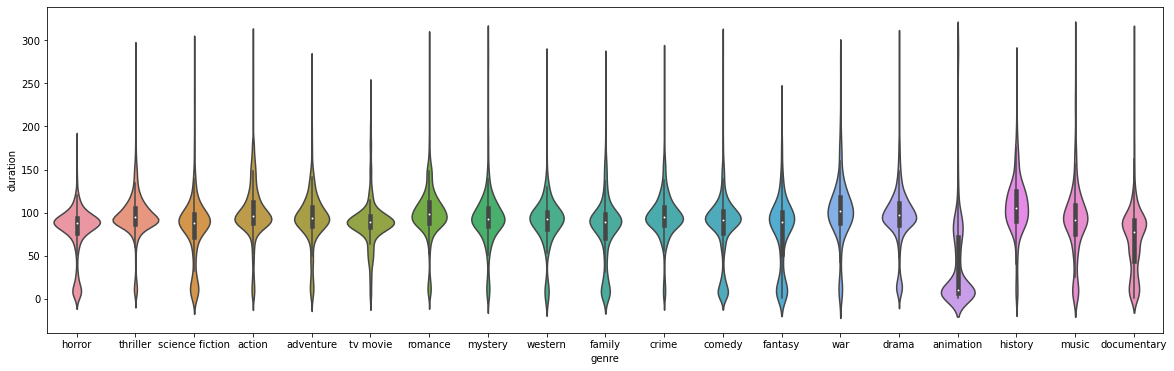 300
250
200
150
100
50
0
duration
horror thriller science fiction action adventure tv movie romance mystery western family crime comedy fantasy war drama animation history music documentary
genre